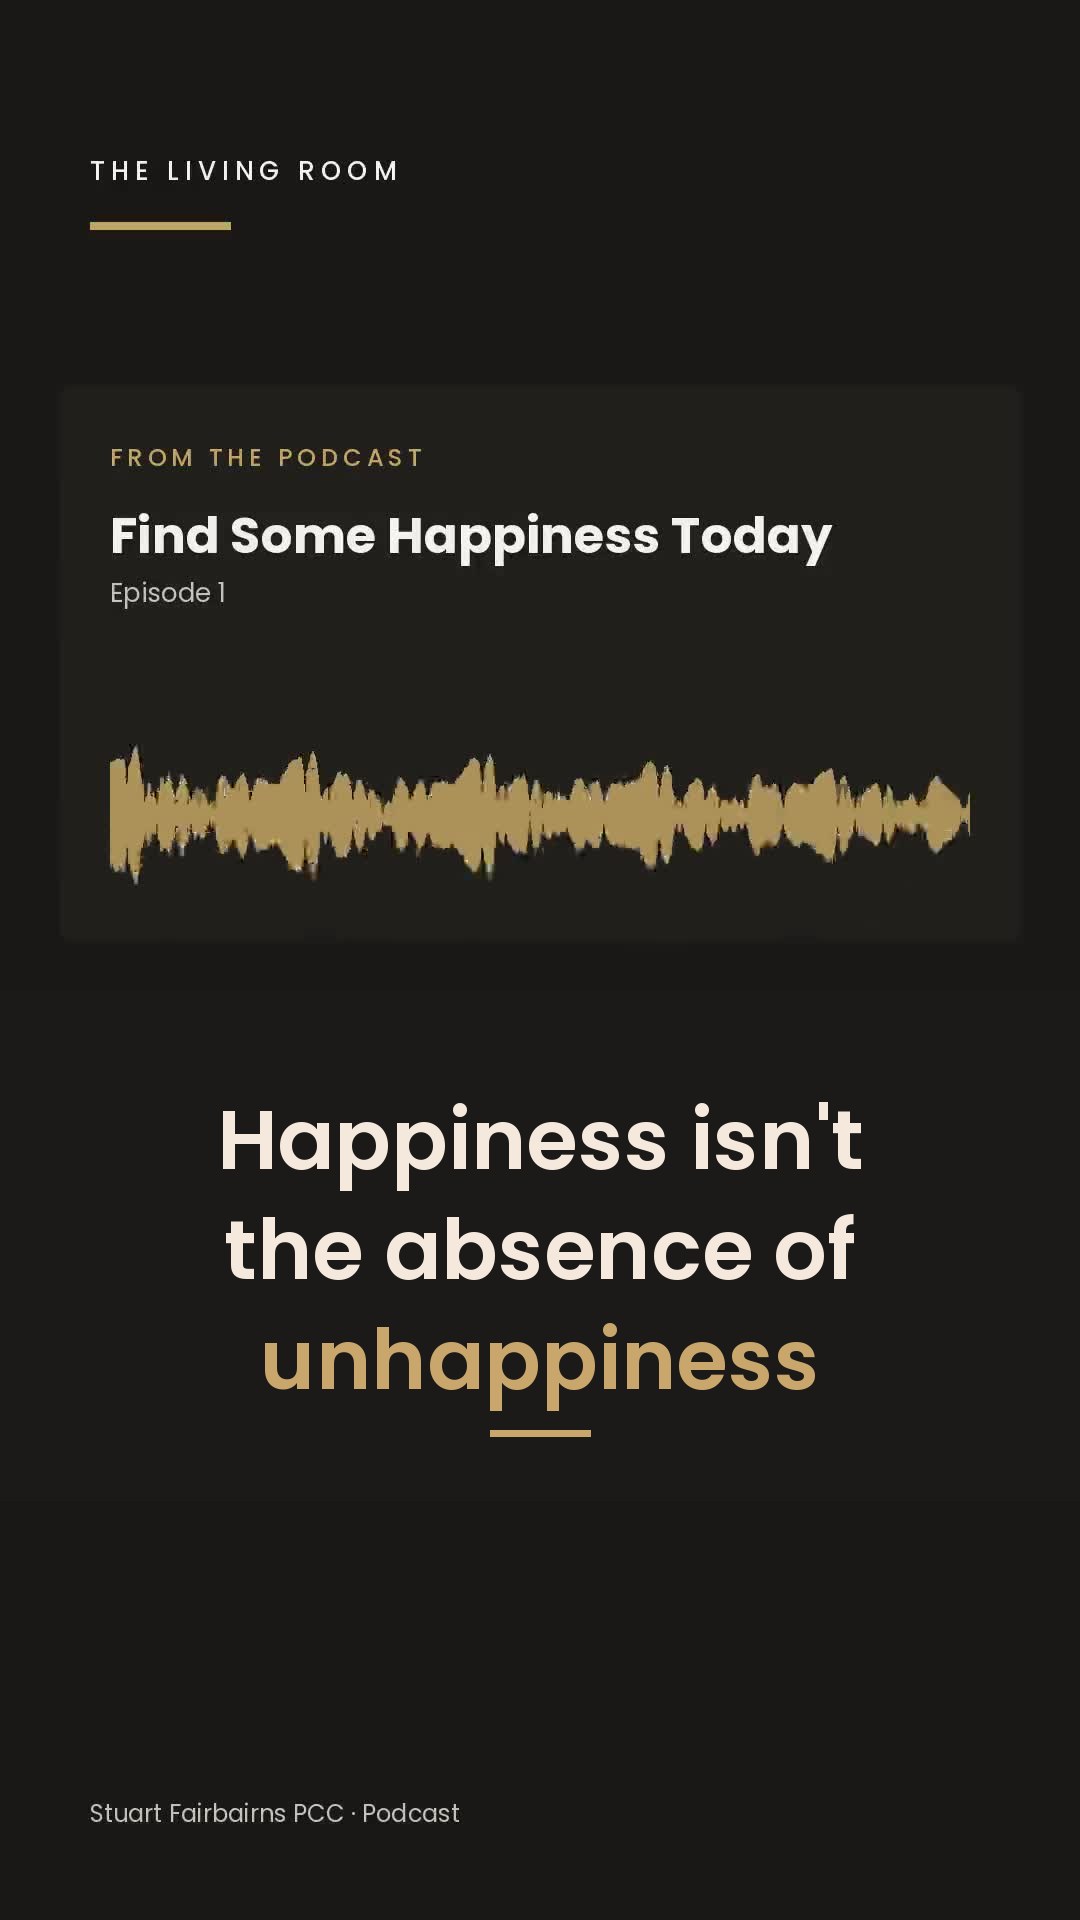 THE LIVING ROOM
FROM THE PODCAST
Find Some Happiness Today
Episode 1
Happiness isn't
the absence of
unhappiness
Stuart Fairbairns PCC · Podcast